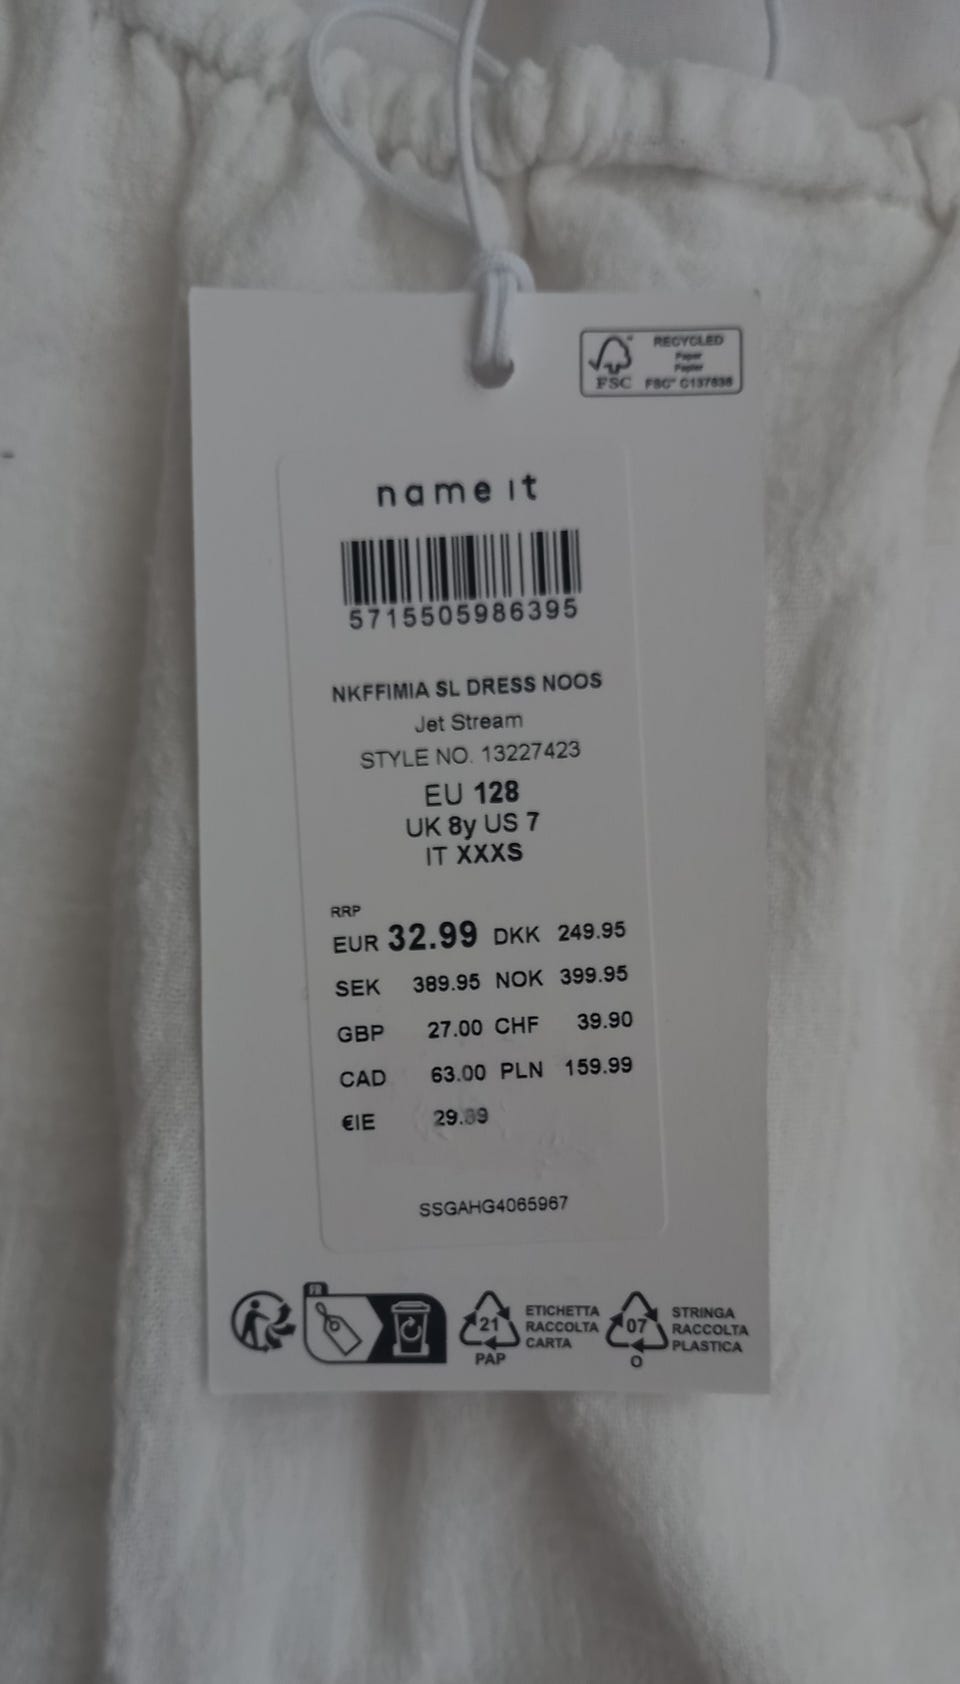 RECYCLED
Paper
Papier
FSC
FSC® C137838
name it
5715505986395
NKFFIMIA SL DRESS NOOS
Jet Stream
STYLE NO. 13227423
EU 128
UK 8y US 7
IT XXXS
RRP
EUR 32.99 DKK 249.95
SEK 389.95 NOK 399.95
GBP 27.00 CHF 39.90
CAD 63.00 PLN 159.99
€IE
SSGAHG4065967
FR
21
PAP
ETICHETTA
RACCOLTA
CARTA
07
O
STRINGA
RACCOLTA
PLASTICA